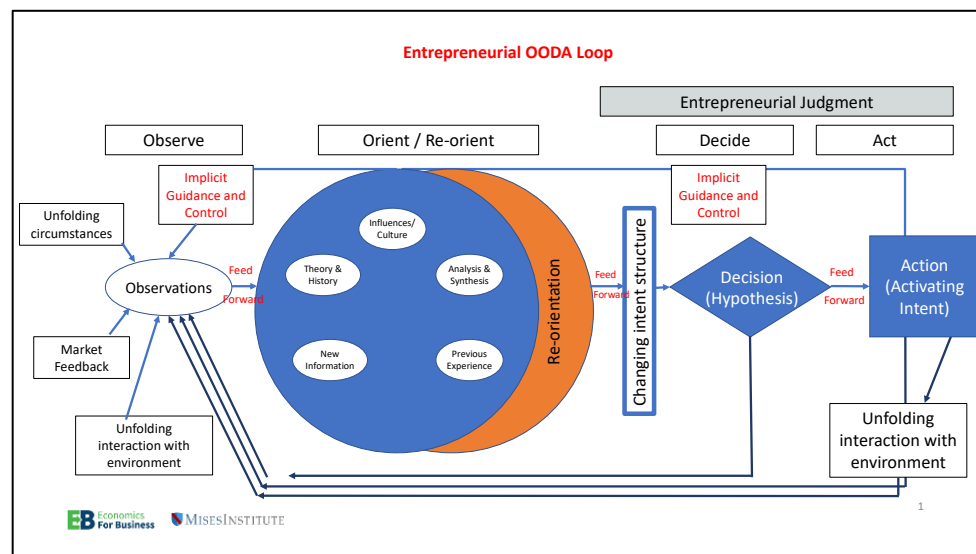 Entrepreneurial OODA Loop
Entrepreneurial Judgment
Observe
Orient / Re-orient
Decide
Act
Implicit
Guidance and
Control
Implicit
Guidance and
Control
Unfolding
circumstances
Influences/
Culture
Theory &
History
Analysis &
Synthesis
Observations
Feed
Forward
New
Information
Previous
Experience
Re-orientation
Feed
Forward
Changing intent structure
Decision
(Hypothesis)
Feed
Forward
Action
(Activating
Intent)
Market
Feedback
Unfolding
interaction with
environment
Unfolding
interaction with
environment
EB Economics
For Business
MISESINSTITUTE
1